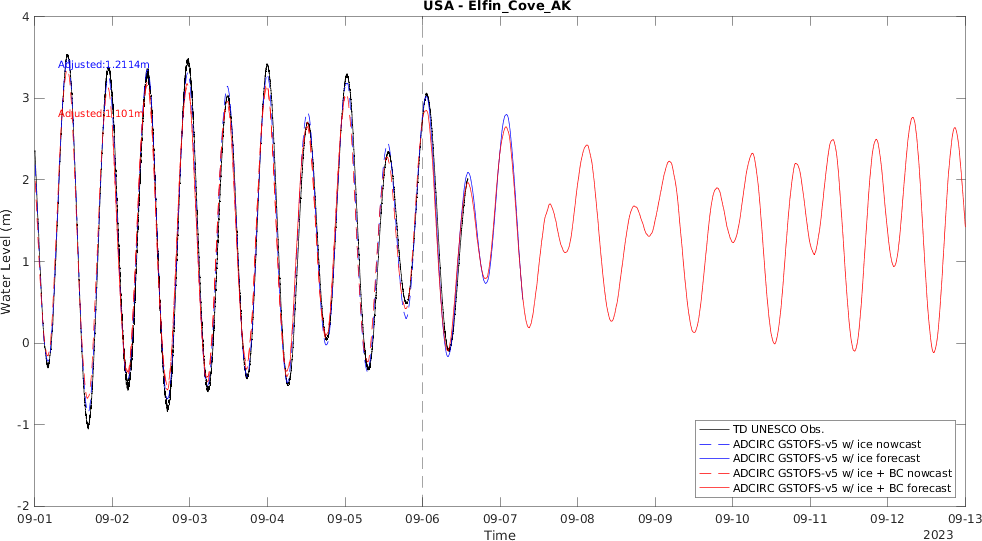 USA - Elfin_Cove_AK
4
3
2
1
0
-1
-2
Water Level (m)
Adjusted:1.2114m
Adjusted:1.101m
TD UNESCO Obs.
ADCIRC GSTOFS-v5 w/ ice nowcast
ADCIRC GSTOFS-v5 w/ ice forecast
ADCIRC GSTOFS-v5 w/ ice + BC nowcast
ADCIRC GSTOFS-v5 w/ ice + BC forecast
09-01 09-02 09-03 09-04 09-05 09-06 09-07 09-08 09-09 09-10 09-11 09-12 09-13
Time
2023